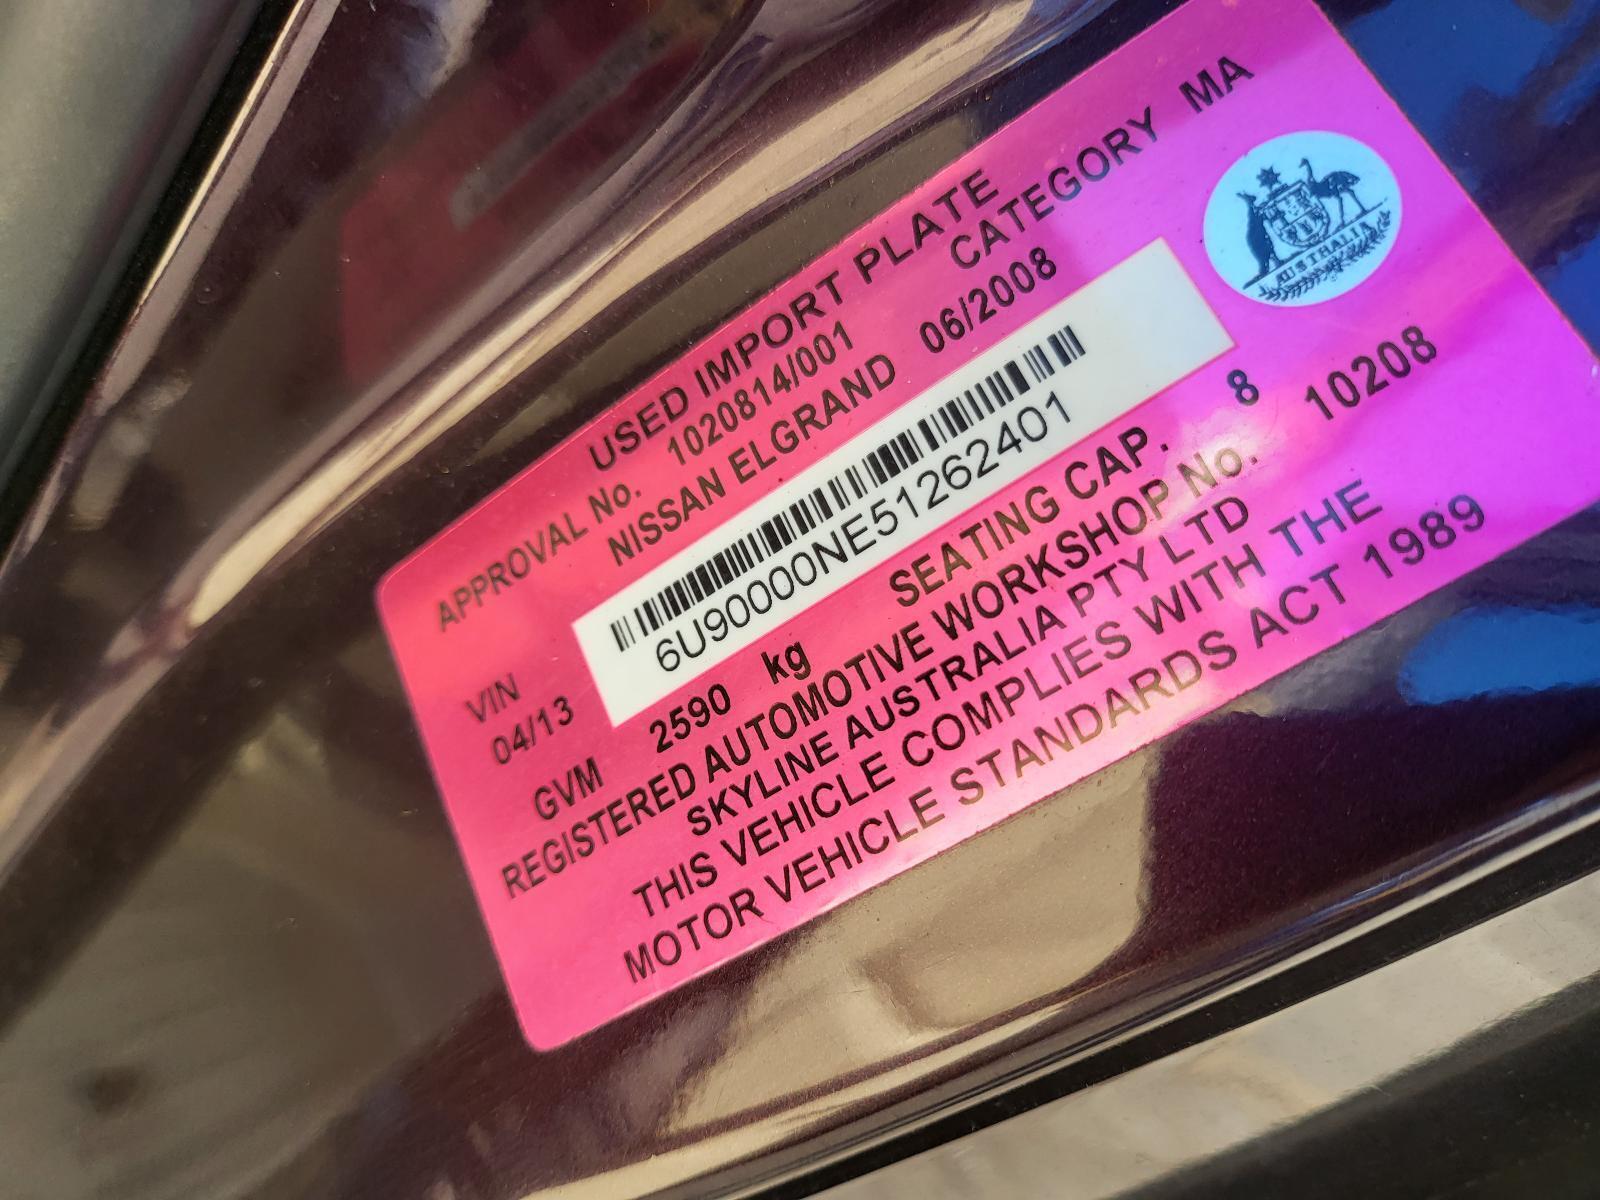 USED IMPORT PLATE
APPROVAL No. 1020814/001 CATEGORY MA
NISSAN ELGRAND 06/2008
VIN 6U90000NE51262401
04/13
GVM 2590 kg SEATING CAP. 8
REGISTERED AUTOMOTIVE WORKSHOP No. 10208
SKYLINE AUSTRALIA PTY LTD
THIS VEHICLE COMPLIES WITH THE
MOTOR VEHICLE STANDARDS ACT 1989
AUSTRALIA